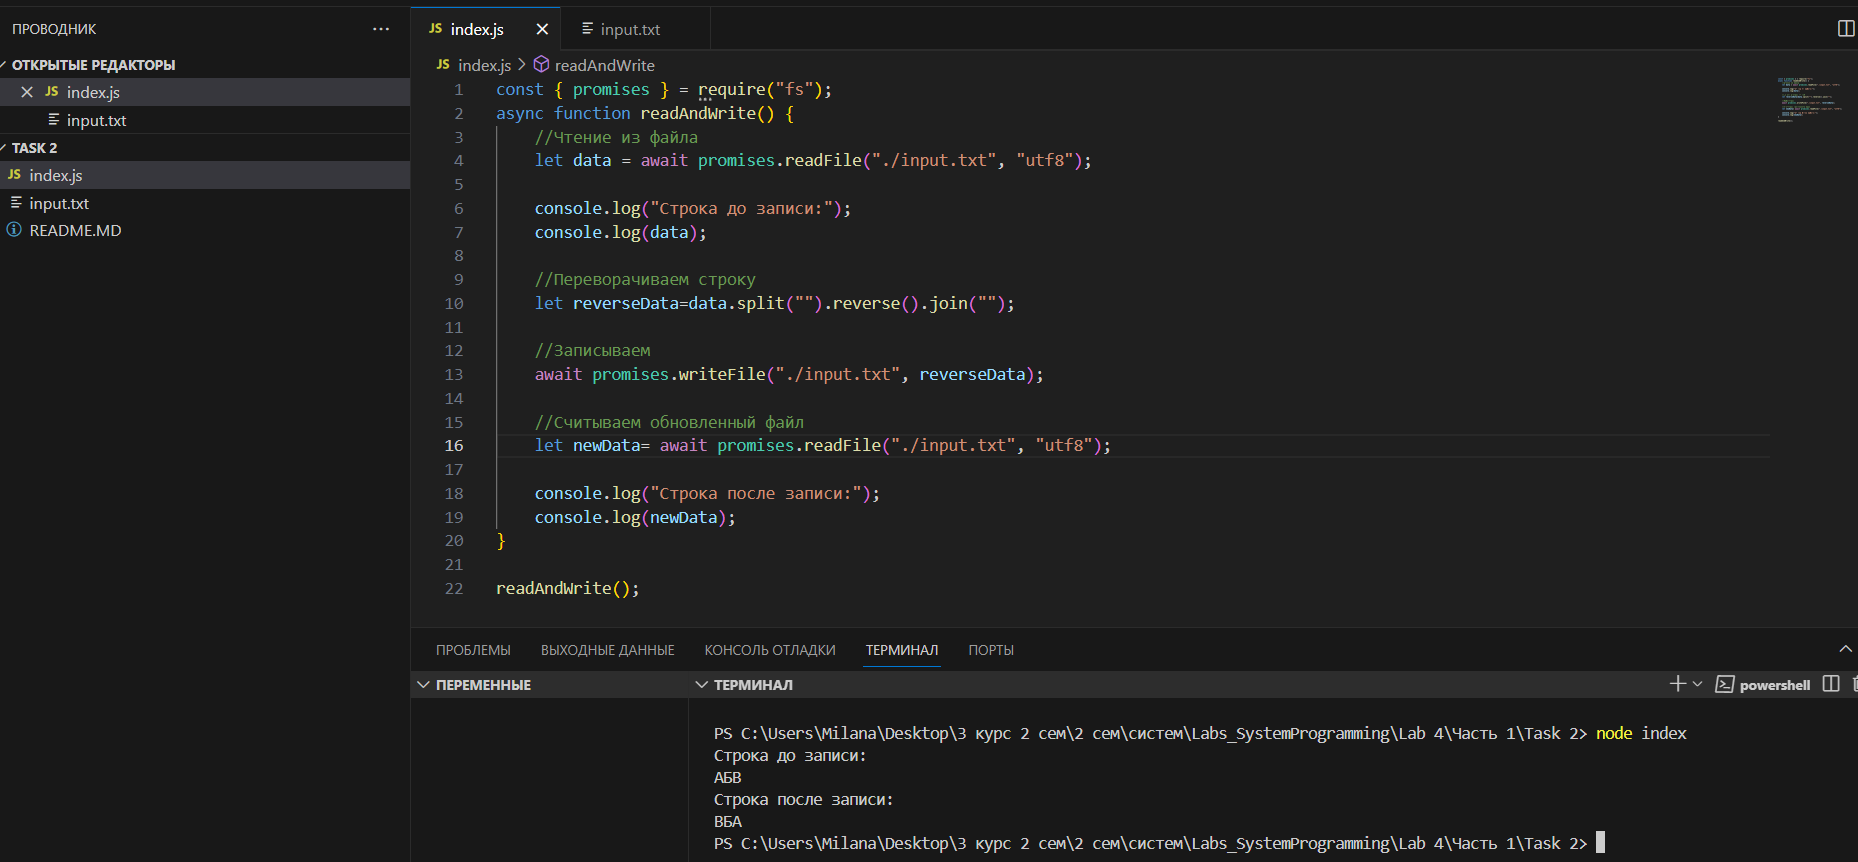 ПРОВОДНИК
ОТКРЫТЫЕ РЕДАКТОРЫ
JS index.js
input.txt
TASK 2
JS index.js
input.txt
README.MD
JS index.js input.txt
JS index.js > readAndWrite
1 const { promises } = require("fs");
2 async function readAndWrite() {
3 //Чтение из файла
4 let data = await promises.readFile("./input.txt", "utf8");
5
6 console.log("Строка до записи:");
7 console.log(data);
8
9 //Переворачиваем строку
10 let reverseData=data.split("").reverse().join("");
11
12 //Записываем
13 await promises.writeFile("./input.txt", reverseData);
14
15 //Считываем обновленный файл
16 let newData= await promises.readFile("./input.txt", "utf8");
17
18 console.log("Строка после записи:");
19 console.log(newData);
20 }
21
22 readAndWrite();
ПРОБЛЕМЫ ВЫХОДНЫЕ ДАННЫЕ КОНСОЛЬ ОТЛАДКИ ТЕРМИНАЛ ПОРТЫ
ПЕРЕМЕННЫЕ
ТЕРМИНАЛ
powershell
PS C:\Users\Milana\Desktop\3 курс 2 сем\2 сем\систем\Labs_SystemProgramming\Lab 4\Часть 1\Task 2> node index
Строка до записи:
АБВ
Строка после записи:
ВБА
PS C:\Users\Milana\Desktop\3 курс 2 сем\2 сем\систем\Labs_SystemProgramming\Lab 4\Часть 1\Task 2>